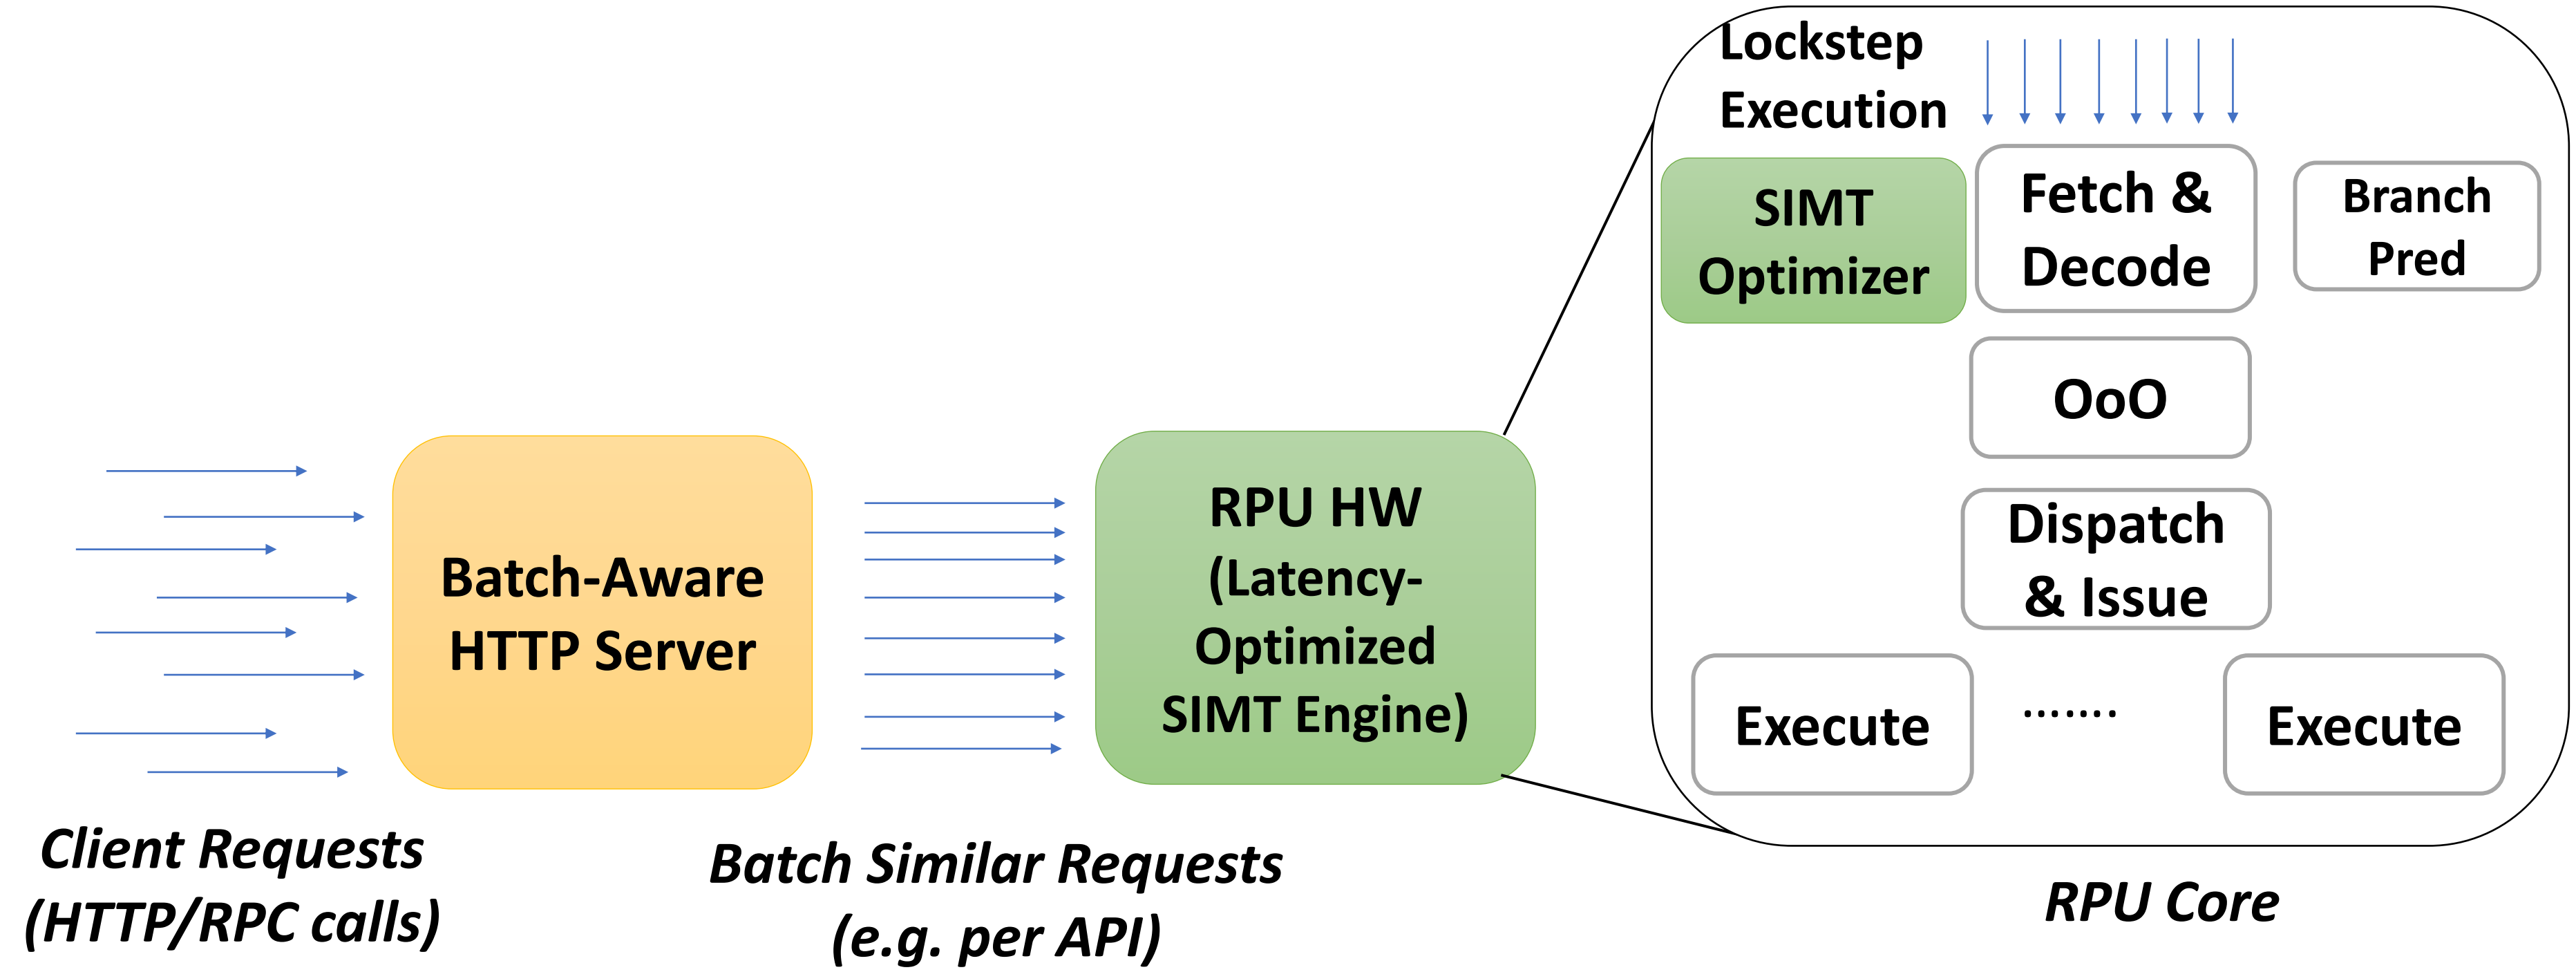 Client Requests
(HTTP/RPC calls)
Batch-Aware
HTTP Server
Batch Similar Requests
(e.g. per API)
RPU HW
(Latency-
Optimized
SIMT Engine)
Lockstep
Execution
SIMT
Optimizer
Fetch &
Decode
Branch
Pred
OoO
Dispatch
& Issue
Execute
.......
Execute
RPU Core